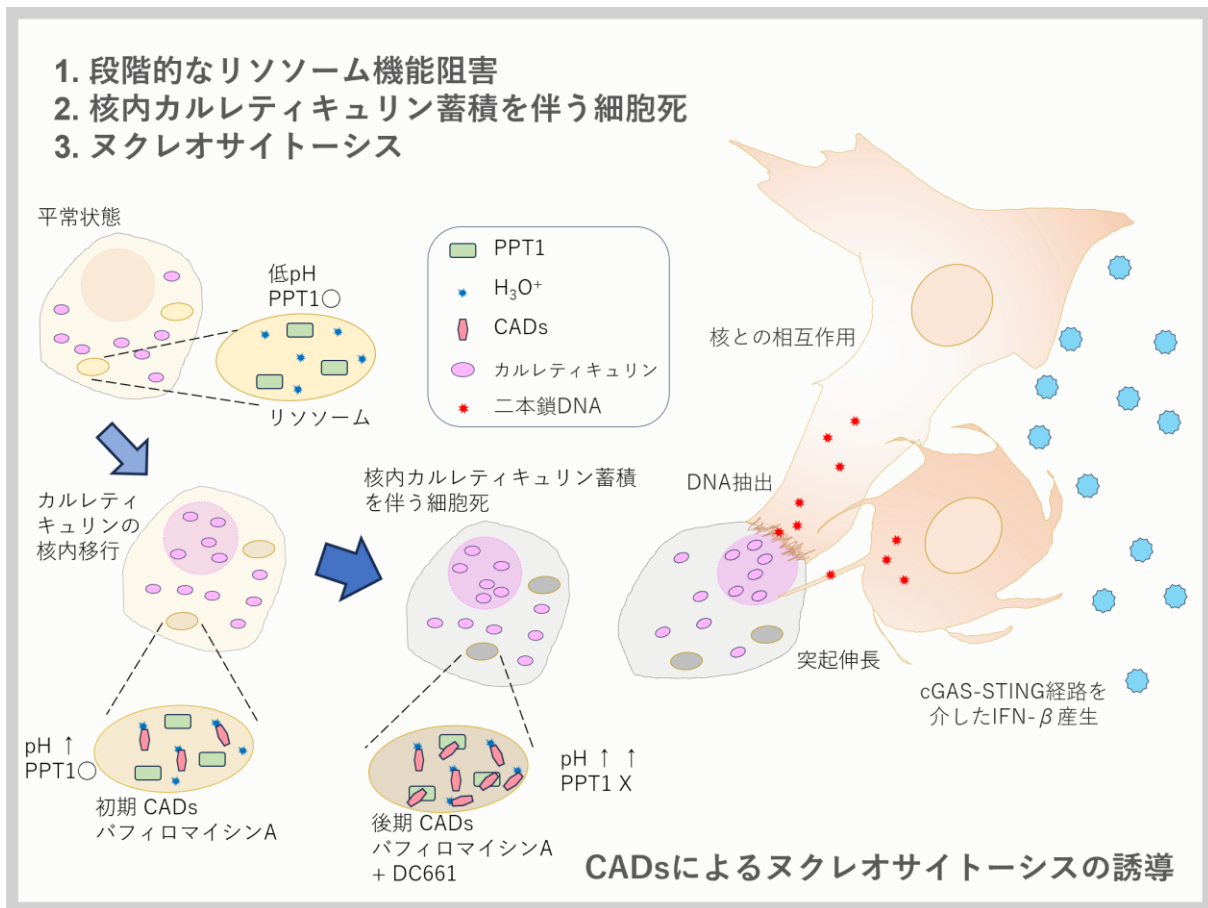 1. 段階的なリソソーム機能阻害
2. 核内カルレティキュリン蓄積を伴う細胞死
3. ヌクレオサイトーシス
平常状態
低pH
PPT1○
リソソーム
PPT1
H₃O⁺
CADs
カルレティキュリン
二本鎖DNA
カルレティ
キュリンの
核内移行
pH ↑
PPT1○
初期 CADs
バフィロマイシンA
核内カルレティキュリン蓄積
を伴う細胞死
pH ↑ ↑
PPT1 X
後期 CADs
バフィロマイシンA
+ DC661
核との相互作用
DNA抽出
突起伸長
cGAS-STING経路を
介したIFN-β産生
CADsによるヌクレオサイトーシスの誘導